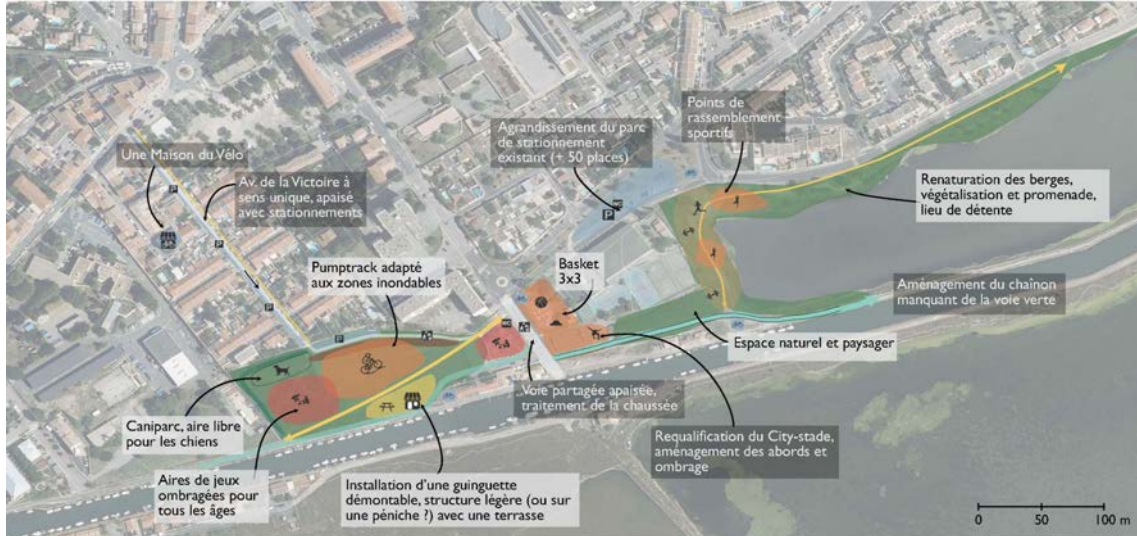 Une Maison du Vélo
Av. de la Victoire à
sens unique, apaisé
avec stationnements
Agrandissement du parc
de stationnement
existant (+ 50 places)
Points de
rassemblement
sportifs
Renaturation des berges,
végétalisation et promenade,
lieu de détente
Pumptrack adapté
aux zones inondables
Basket
3x3
Aménagement du chaînon
manquant de la voie verte
Espace naturel et paysager
Caniparc, aire libre
pour les chiens
Voie partagée apaisée,
traitement de la chaussée
Requalification du City-stade,
aménagement des abords et
ombrage
Aires de jeux
ombragées pour
tous les âges
Installation d'une guinguette
démontable, structure légère (ou sur
une péniche ?) avec une terrasse
P
P
P
P
P
P
WC
WC
0 50 100 m